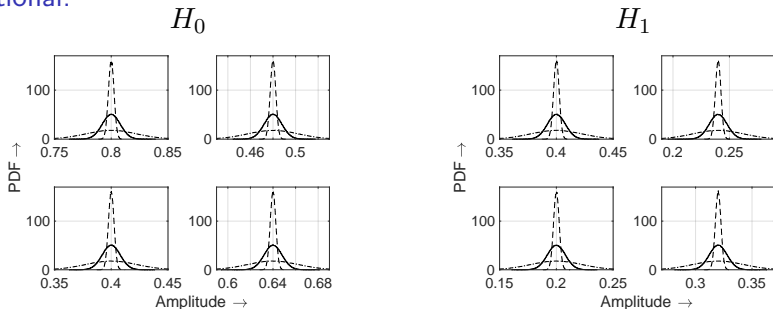 H0 H1
100 100 100 100
0 0 0 0
0.75 0.8 0.85 0.46 0.5 0.35 0.4 0.45 0.2 0.25
PDF → PDF →
100 100 100 100
0 0 0 0
0.35 0.4 0.45 0.6 0.64 0.68 0.15 0.2 0.25 0.3 0.35
Amplitude → Amplitude →